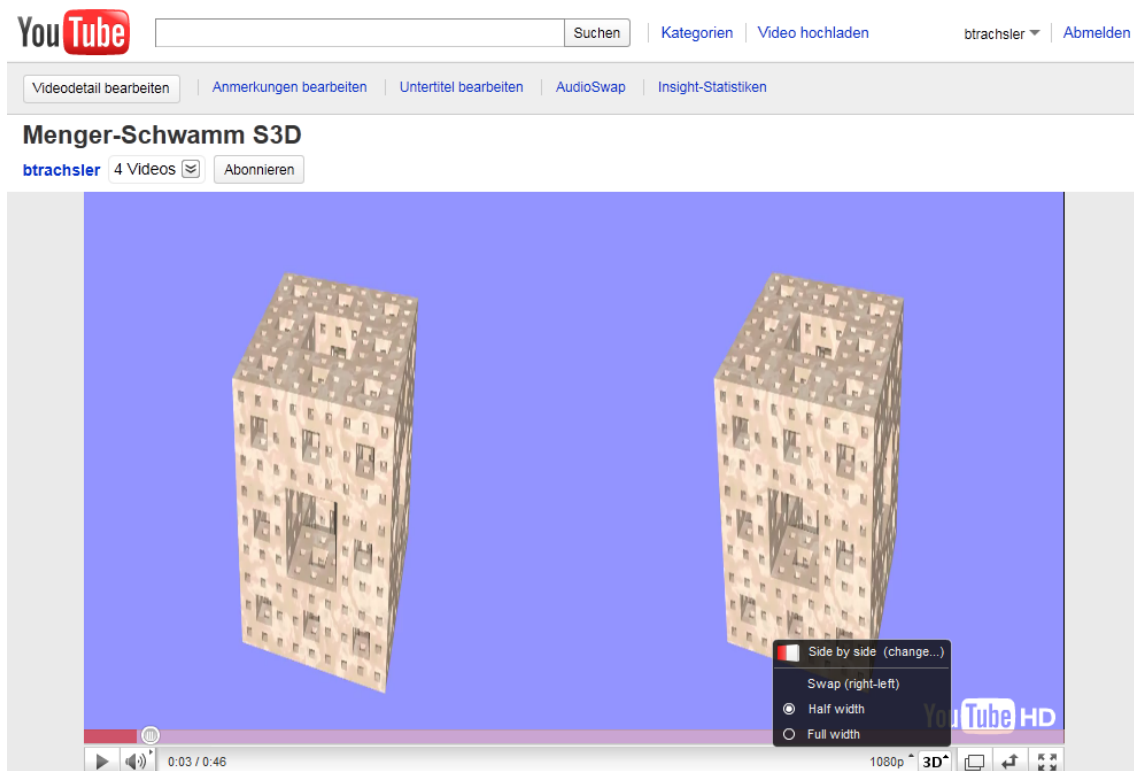 YouTube Suchen Kategorien Video hochladen btrachsler Abmelden
Videodetail bearbeiten Anmerkungen bearbeiten Untertitel bearbeiten AudioSwap Insight-Statistiken
Menger-Schwamm S3D
btrachsler 4 Videos Abonnieren
Side by side (change...)
Swap (right-left)
Half width
YouTube HD
Full width
0:03 / 0:46 1080p 3D